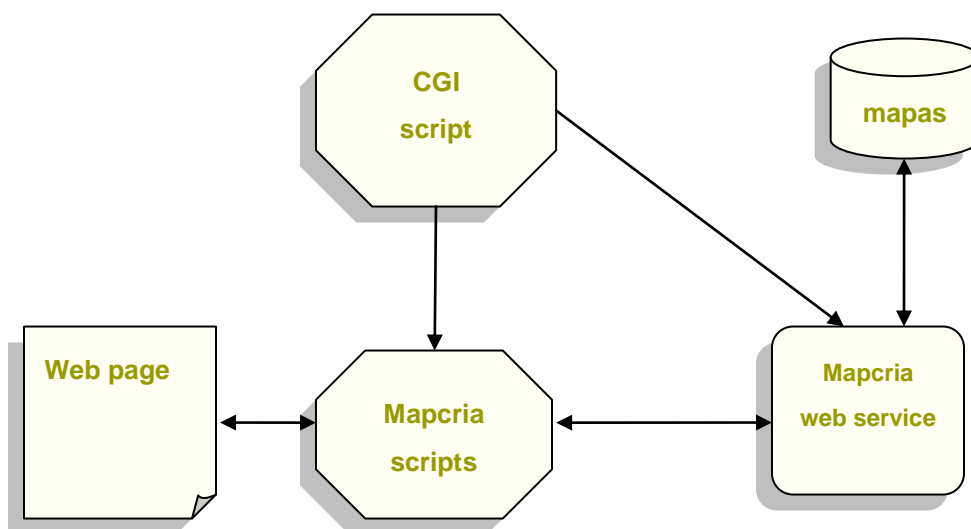 CGI
script
mapas
Web page
Mapcria
scripts
Mapcria
web service